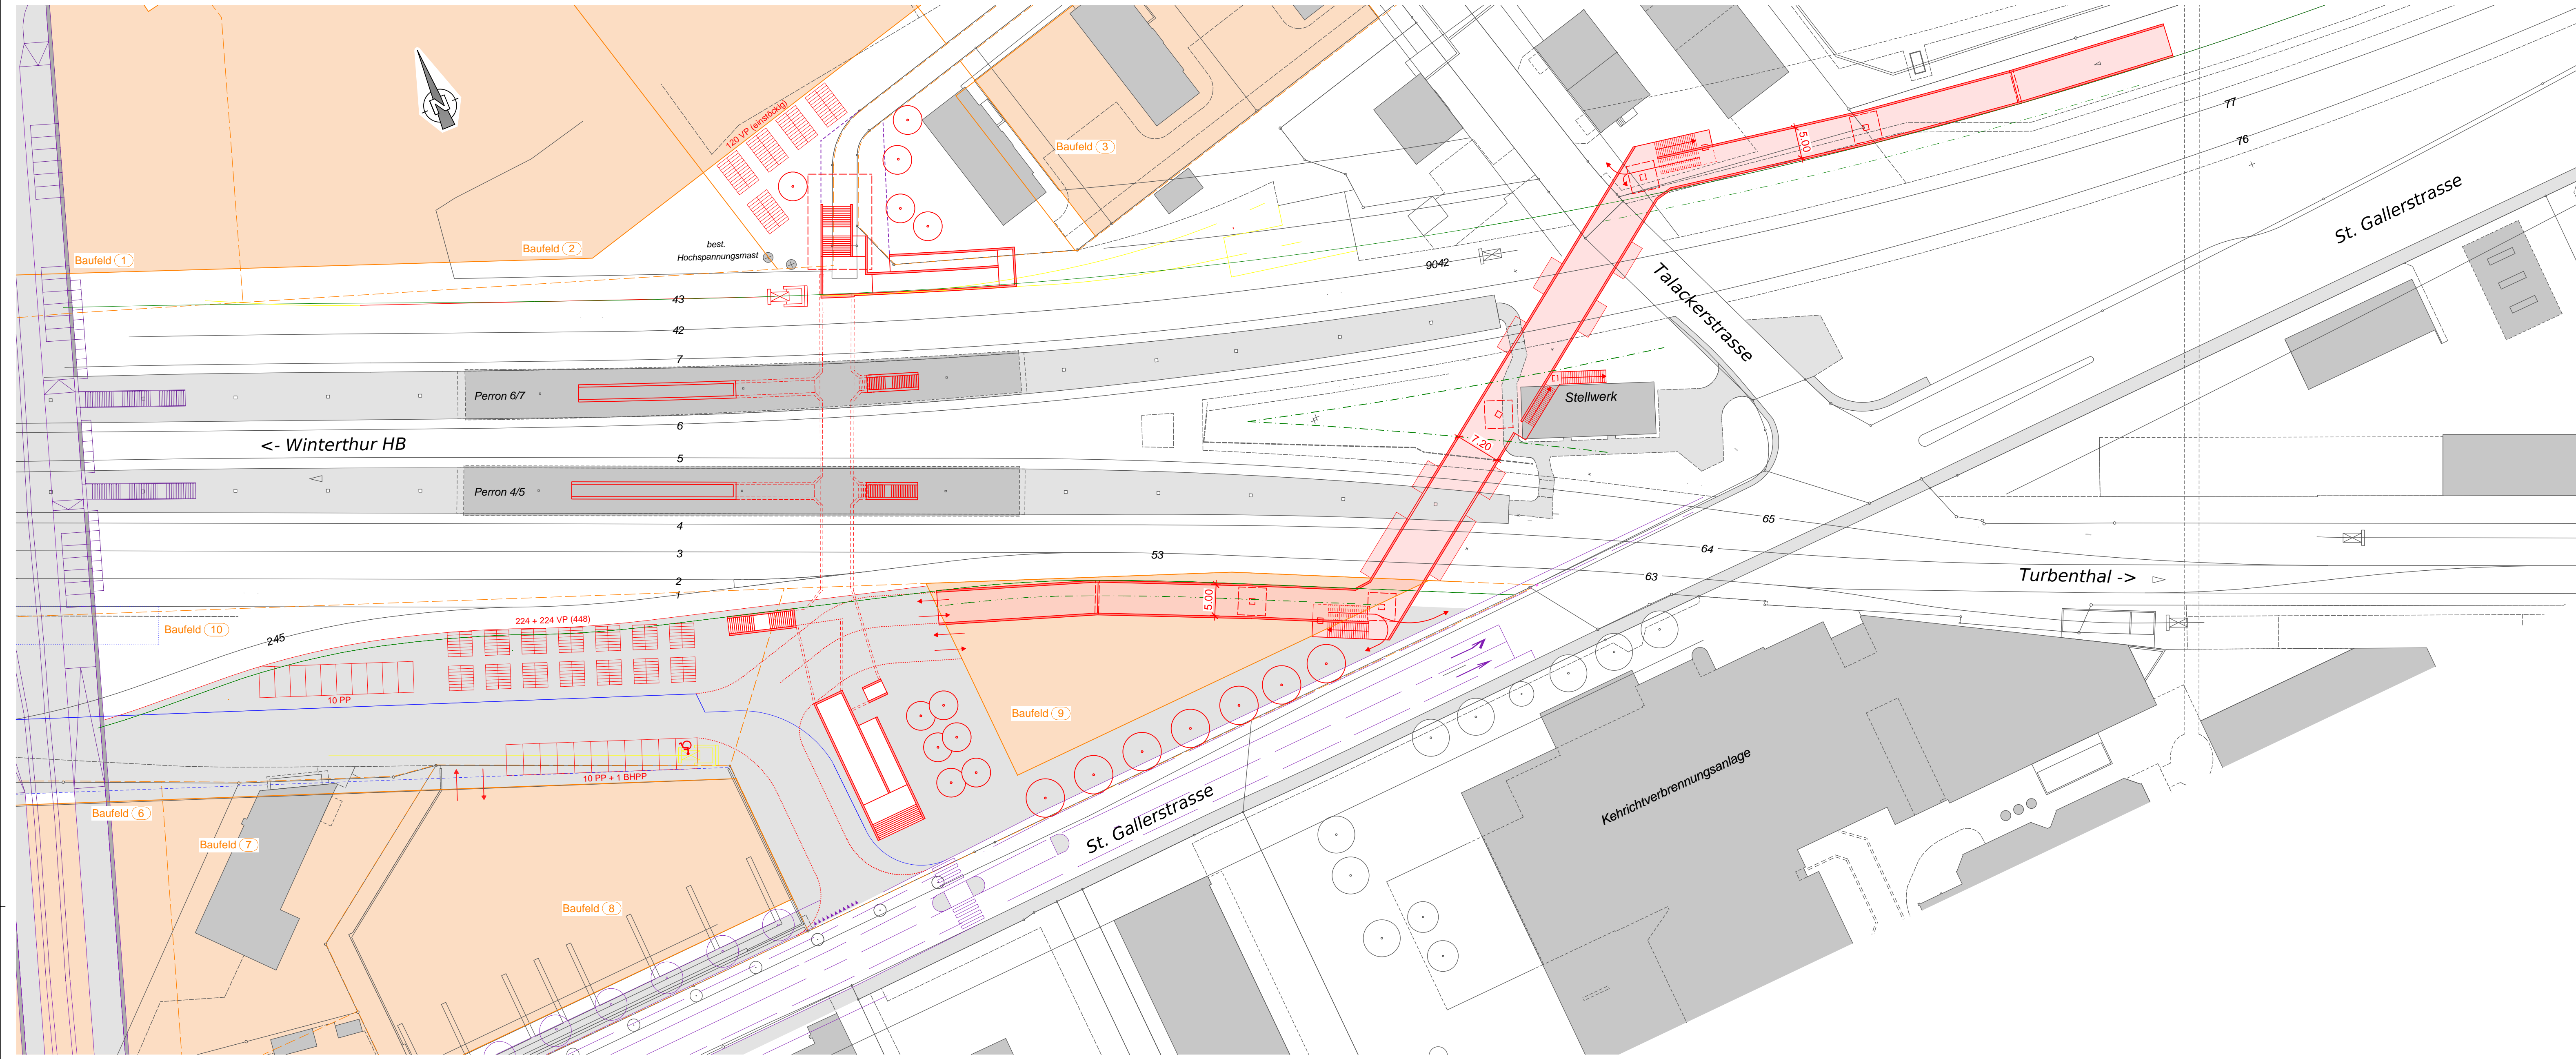 77
76
120 VP (einstöckig)
Baufeld 3
St. Gallerstrasse
N
best.
Hochspannungsmast
Baufeld 2
Baufeld 1
5.00
9042
Talackerstrasse
43
42
7
Perron 6/7
Stellwerk
6
<- Winterthur HB
7.20
5
Perron 4/5
4
65
3
53
64
2
63
Turbenthal ->
1
5.00
224 + 224 VP (448)
Baufeld 10
245
10 PP
Baufeld 9
10 PP + 1 BHPP
Kehrichtverbrennungsanlage
Baufeld 6
St. Gallerstrasse
Baufeld 7
Baufeld 8